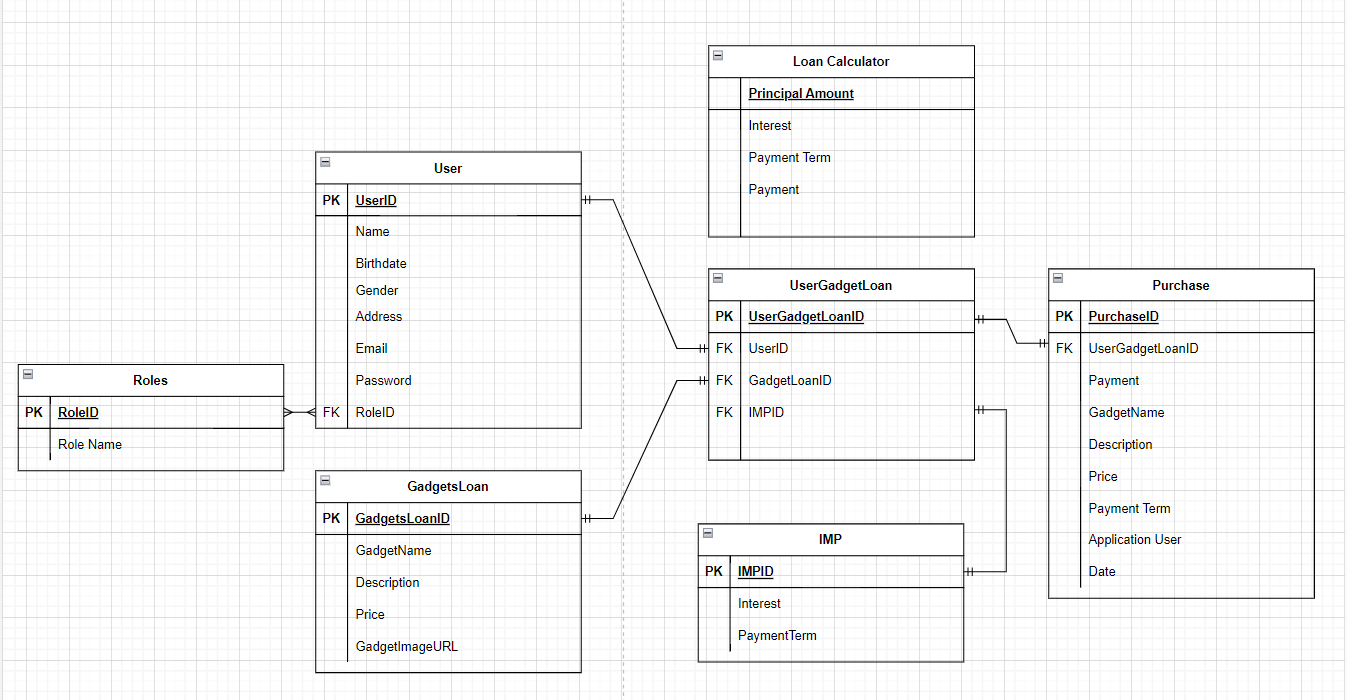 Loan Calculator
Principal Amount
Interest
Payment Term
Payment
User
PK UserID
Name
Birthdate
Gender
Address
Email
Password
FK RoleID
Roles
PK RoleID
Role Name
GadgetsLoan
PK GadgetsLoanID
GadgetName
Description
Price
GadgetImageURL
UserGadgetLoan
PK UserGadgetLoanID
FK UserID
FK GadgetLoanID
FK IMPID
IMP
PK IMPID
Interest
PaymentTerm
Purchase
PK PurchaseID
FK UserGadgetLoanID
Payment
GadgetName
Description
Price
Payment Term
Application User
Date